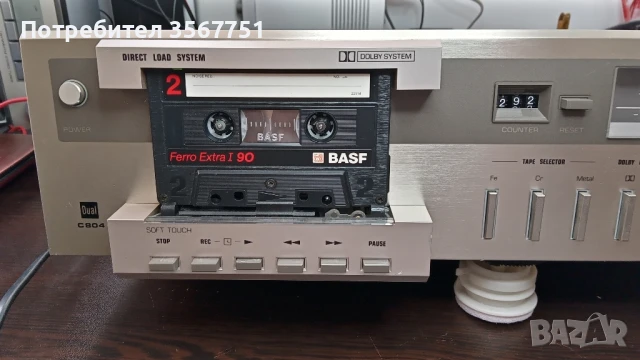 Потребител 3567751
DIRECT LOAD SYSTEM
DOLBY SYSTEM
2
BASF
Ferro Extra I 90
BASF
2
2
POWER
292
COUNTER
RESET
TAPE SELECTOR
DOLBY
Fe
Cr
Metal
Dual
C904
SOFT TOUCH
STOP
REC
PAUSE
BAZAR